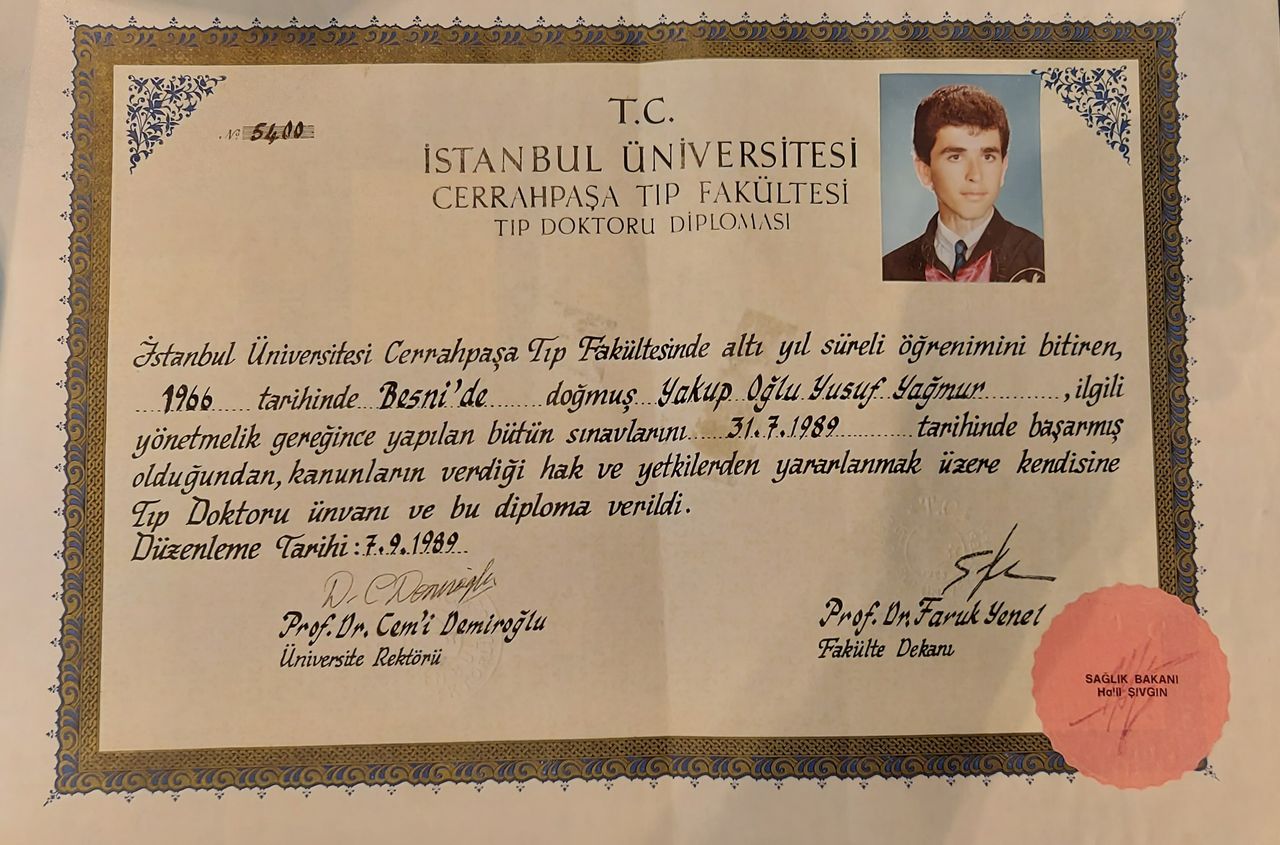 № 5400
T.C.
İSTANBUL ÜNİVERSİTESİ
CERRAHPAŞA TIP FAKÜLTESİ
TIP DOKTORU DİPLOMASI
İstanbul Üniversitesi Cerrahpaşa Tıp Fakültesinde altı yıl süreli öğrenimini bitiren,
1966 tarihinde Besni'de doğmuş Yakup Oğlu Yusuf Yağmur, ilgili
yönetmelik gereğince yapılan bütün sınavlarını 31.7.1989 tarihinde başarmış
olduğundan, kanunların verdiği hak ve yetkilerden yararlanmak üzere kendisine
Tıp Doktoru ünvanı ve bu diploma verildi.
Düzenleme Tarihi: 7.9.1989
Prof. Dr. Cem'i Demiroğlu
Üniversite Rektörü
Prof. Dr. Faruk Yenel
Fakülte Dekanı
SAĞLIK BAKANI
Halil ŞIVGIN